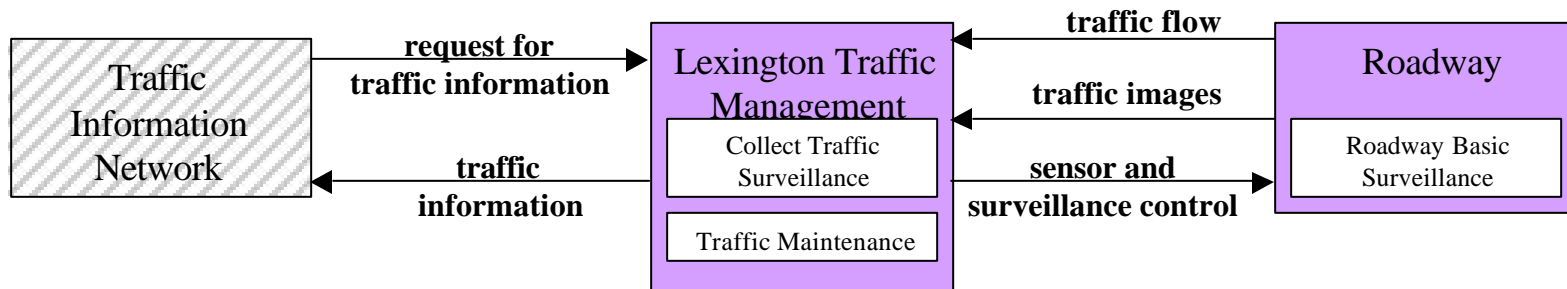 Traffic
Information
Network
request for
traffic information
traffic
information
Lexington Traffic
Management
Collect Traffic
Surveillance
Traffic Maintenance
traffic flow
traffic images
sensor and
surveillance control
Roadway
Roadway Basic
Surveillance